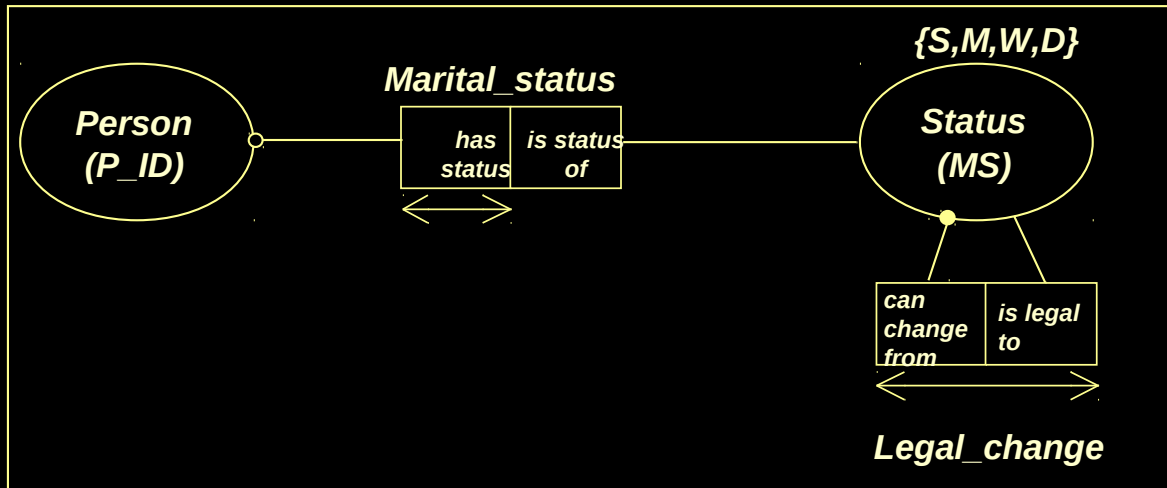 {S,M,W,D}
Marital_status
Person
(P_ID)
has
status
is status
of
Status
(MS)
can
change
from
is legal
to
Legal_change